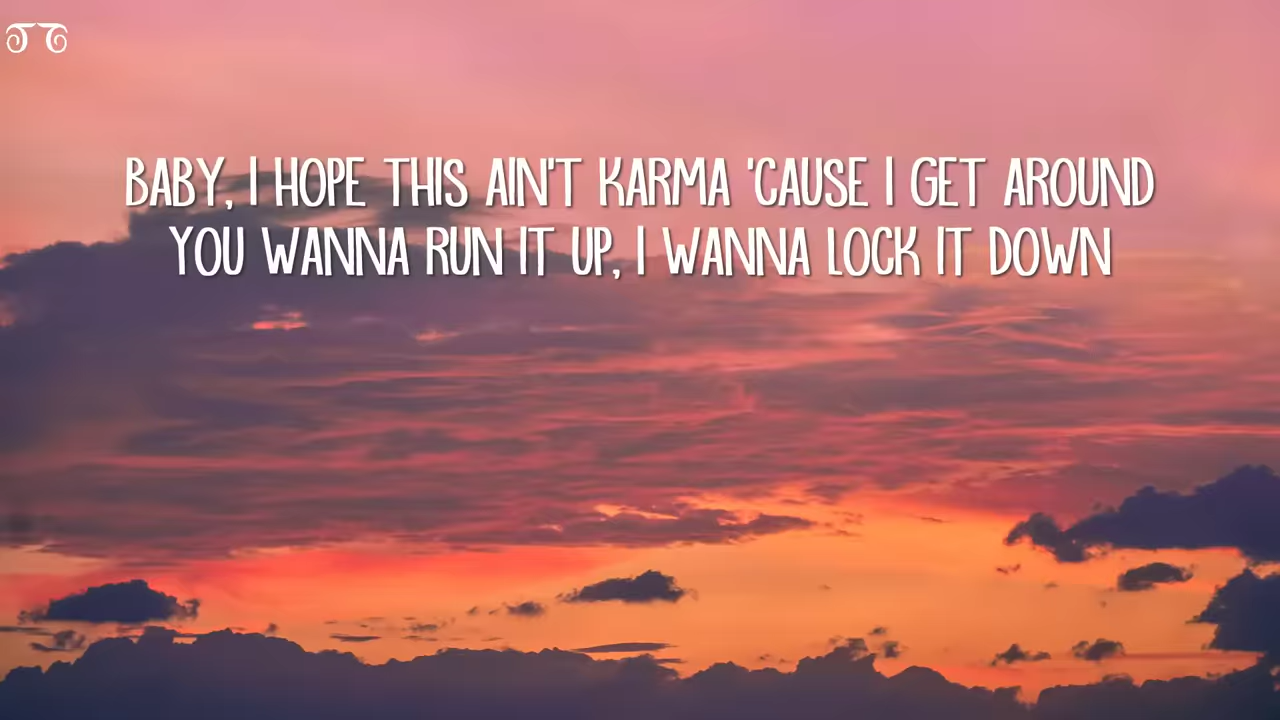 BABY, I HOPE THIS AIN'T KARMA 'CAUSE I GET AROUND
YOU WANNA RUN IT UP, I WANNA LOCK IT DOWN